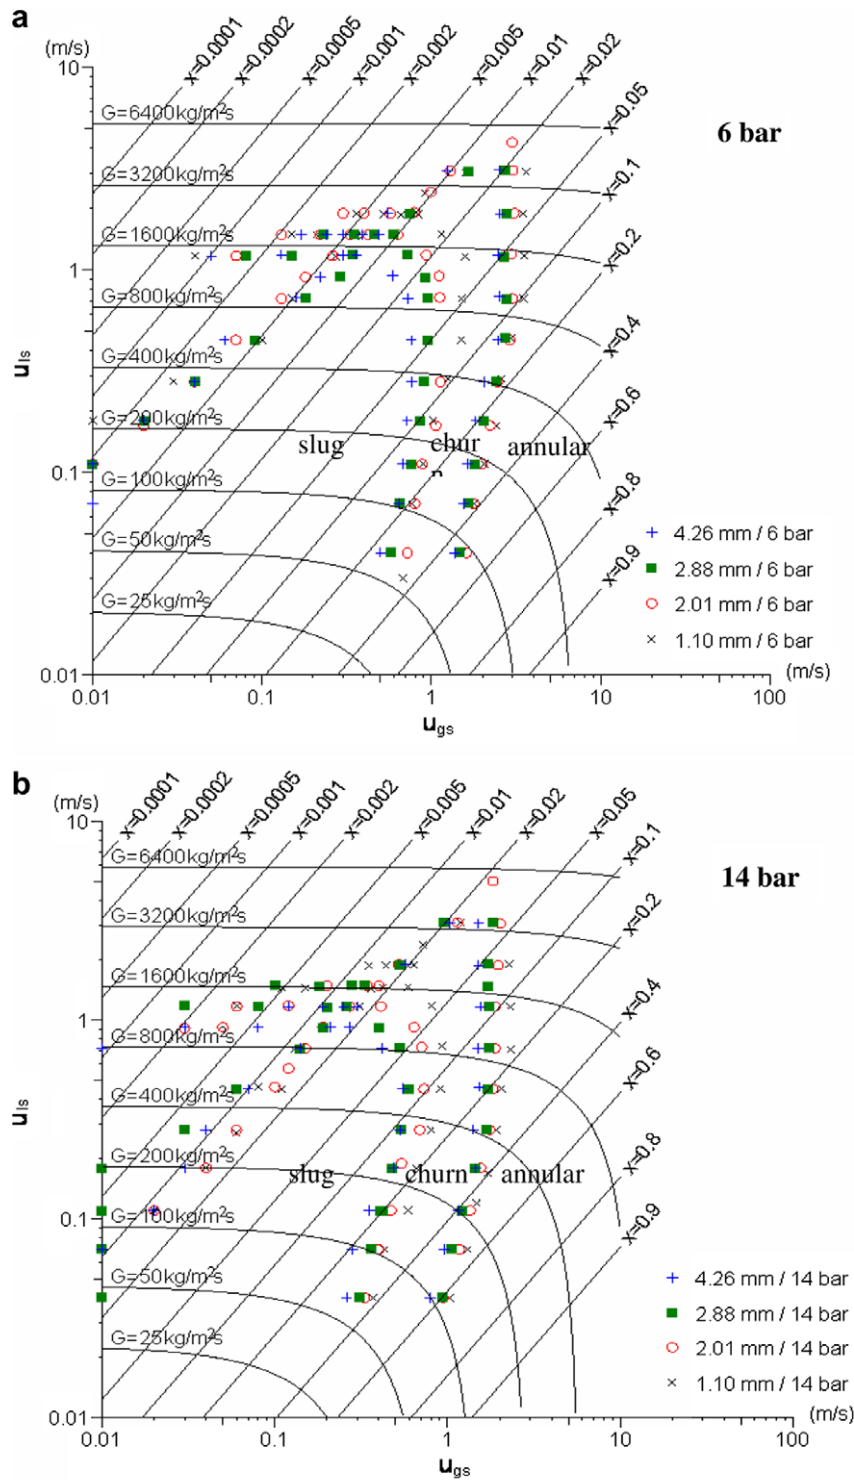 a
u_ls
(m/s)
10
1
0.1
0.01
x=0.0001
x=0.0002
x=0.0005
x=0.001
x=0.002
x=0.005
x=0.01
x=0.02
x=0.05
x=0.1
x=0.2
x=0.4
x=0.6
x=0.8
x=0.9
6 bar
G=6400kg/m²s
G=3200kg/m²s
G=1600kg/m²s
G=800kg/m²s
G=400kg/m²s
G=200kg/m²s
G=100kg/m²s
G=50kg/m²s
G=25kg/m²s
slug
chur
n
annular
4.26 mm / 6 bar
2.88 mm / 6 bar
2.01 mm / 6 bar
1.10 mm / 6 bar
0.01
0.1
1
10
100
(m/s)
u_gs
b
u_ls
(m/s)
10
1
0.1
0.01
x=0.0001
x=0.0002
x=0.0005
x=0.001
x=0.002
x=0.005
x=0.01
x=0.02
x=0.05
x=0.1
x=0.2
x=0.4
x=0.6
x=0.8
x=0.9
14 bar
G=6400kg/m²s
G=3200kg/m²s
G=1600kg/m²s
G=800kg/m²s
G=400kg/m²s
G=200kg/m²s
G=100kg/m²s
G=50kg/m²s
G=25kg/m²s
slug
churn
annular
4.26 mm / 14 bar
2.88 mm / 14 bar
2.01 mm / 14 bar
1.10 mm / 14 bar
0.01
0.1
1
10
100
(m/s)
u_gs